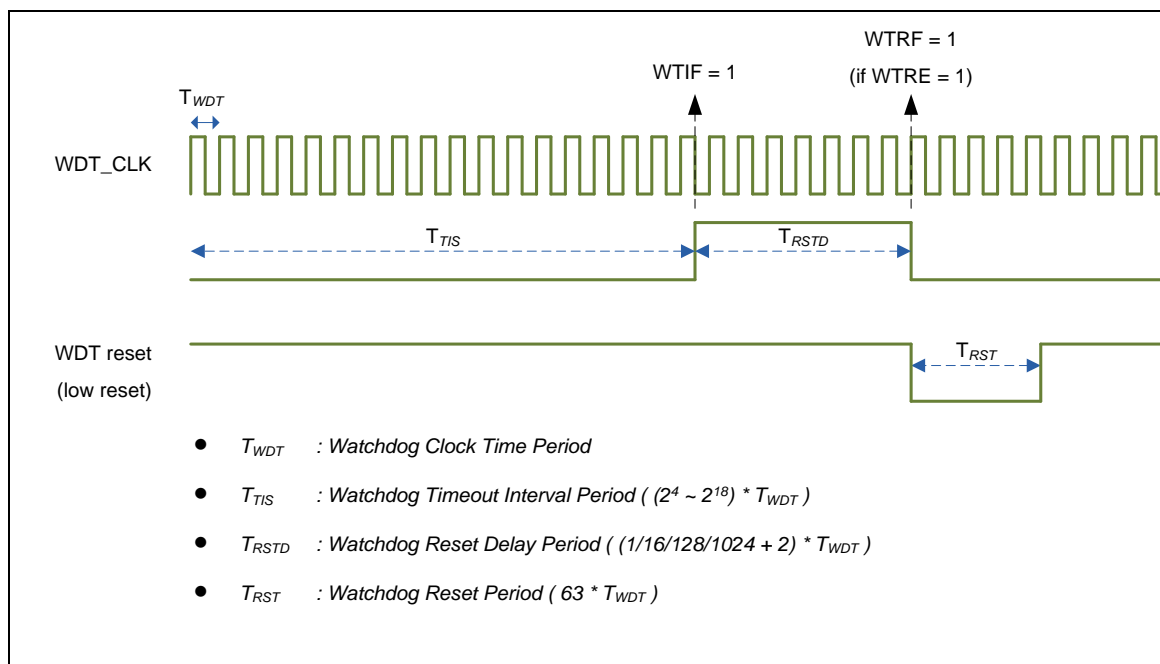 WTRF = 1
WTIF = 1
(if WTRE = 1)
TWDT
WDT_CLK
TTIS
TRSTD
WDT reset
TRST
(low reset)
● TWDT : Watchdog Clock Time Period
● TTIS : Watchdog Timeout Interval Period ( (2⁴ ~ 2¹⁸) * TWDT )
● TRSTD : Watchdog Reset Delay Period ( (1/16/128/1024 + 2) * TWDT )
● TRST : Watchdog Reset Period ( 63 * TWDT )